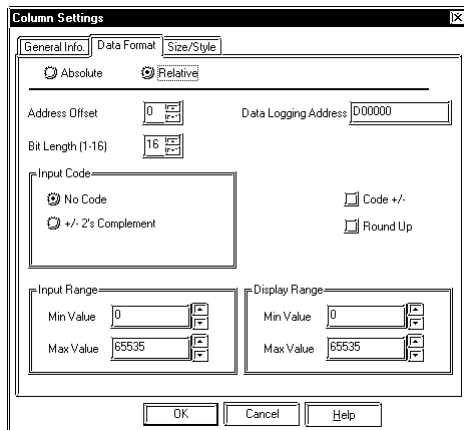 Column Settings
General Info. Data Format Size/Style
Absolute Relative
Address Offset 0 Data Logging Address D00000
Bit Length (1-16) 16
Input Code
No Code Code +/-
+/- 2's Complement Round Up
Input Range Display Range
Min Value 0 Min Value 0
Max Value 65535 Max Value 65535
OK Cancel Help